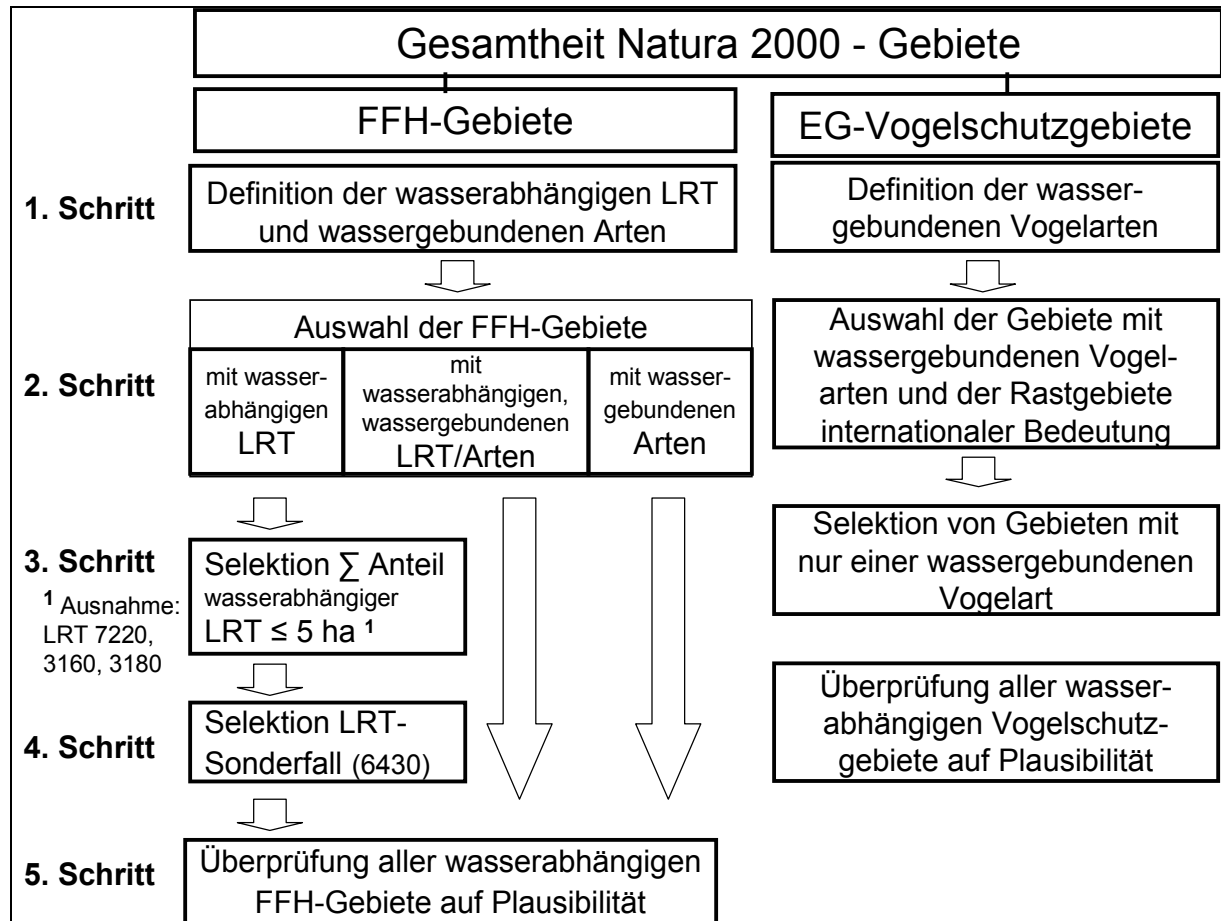 Gesamtheit Natura 2000 - Gebiete
FFH-Gebiete
EG-Vogelschutzgebiete
1. Schritt
Definition der wasserabhängigen LRT
und wassergebundenen Arten
Definition der wasser-
gebundenen Vogelarten
2. Schritt
Auswahl der FFH-Gebiete
mit wasser-
abhängigen
LRT
mit
wasserabhängigen,
wassergebundenen
LRT/Arten
mit wasser-
gebundenen
Arten
Auswahl der Gebiete mit
wassergebundenen Vogel-
arten und der Rastgebiete
internationaler Bedeutung
3. Schritt
¹ Ausnahme:
LRT 7220,
3160, 3180
Selektion ∑ Anteil
wasserabhängiger
LRT ≤ 5 ha ¹
Selektion von Gebieten mit
nur einer wassergebundenen
Vogelart
4. Schritt
Selektion LRT-
Sonderfall (6430)
Überprüfung aller wasser-
abhängigen Vogelschutz-
gebiete auf Plausibilität
5. Schritt
Überprüfung aller wasserabhängigen
FFH-Gebiete auf Plausibilität